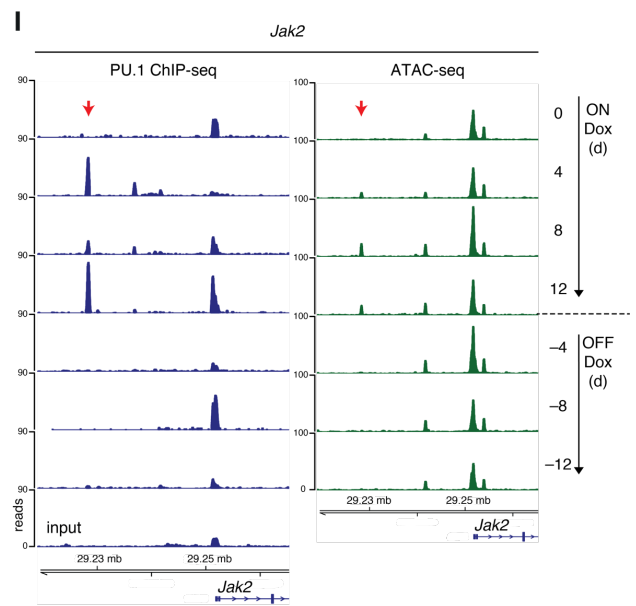 I
Jak2
PU.1 ChIP-seq ATAC-seq
90 100
0 ON
Dox
(d)
90 100
4
90 100
8
90 100
12
90 100
-4 OFF
Dox
(d)
90 100
-8
90 100
-12
90 0
reads
input
0
29.23 mb 29.25 mb
Jak2
29.23 mb 29.25 mb
Jak2